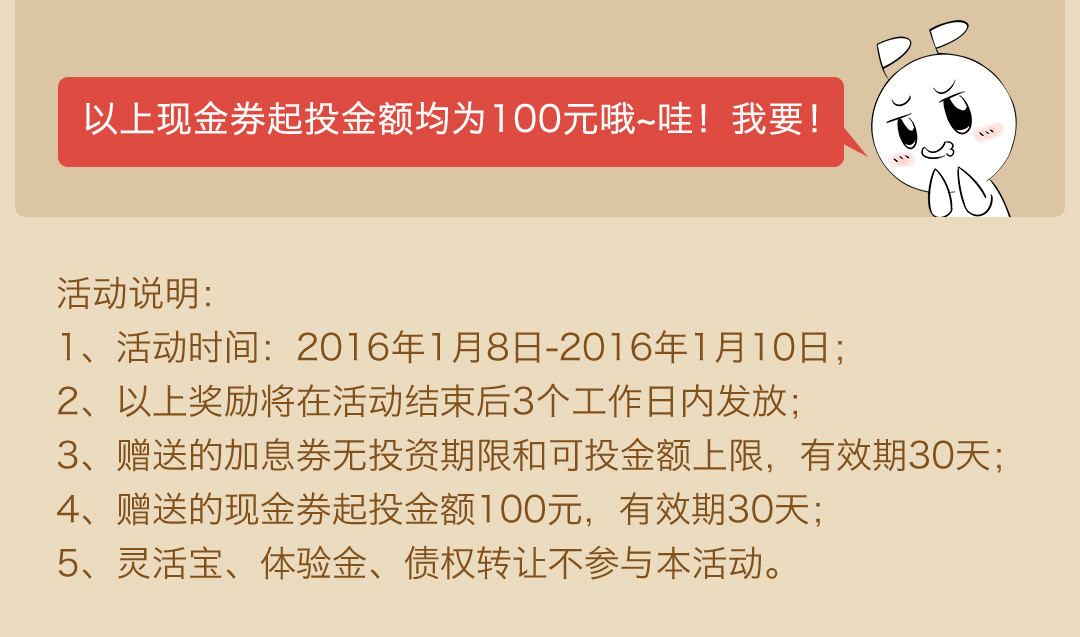 以上现金券起投金额均为100元哦~哇！我要！
活动说明：
1、活动时间：2016年1月8日-2016年1月10日；
2、以上奖励将在活动结束后3个工作日内发放；
3、赠送的加息券无投资期限和可投金额上限，有效期30天；
4、赠送的现金券起投金额100元，有效期30天；
5、灵活宝、体验金、债权转让不参与本活动。